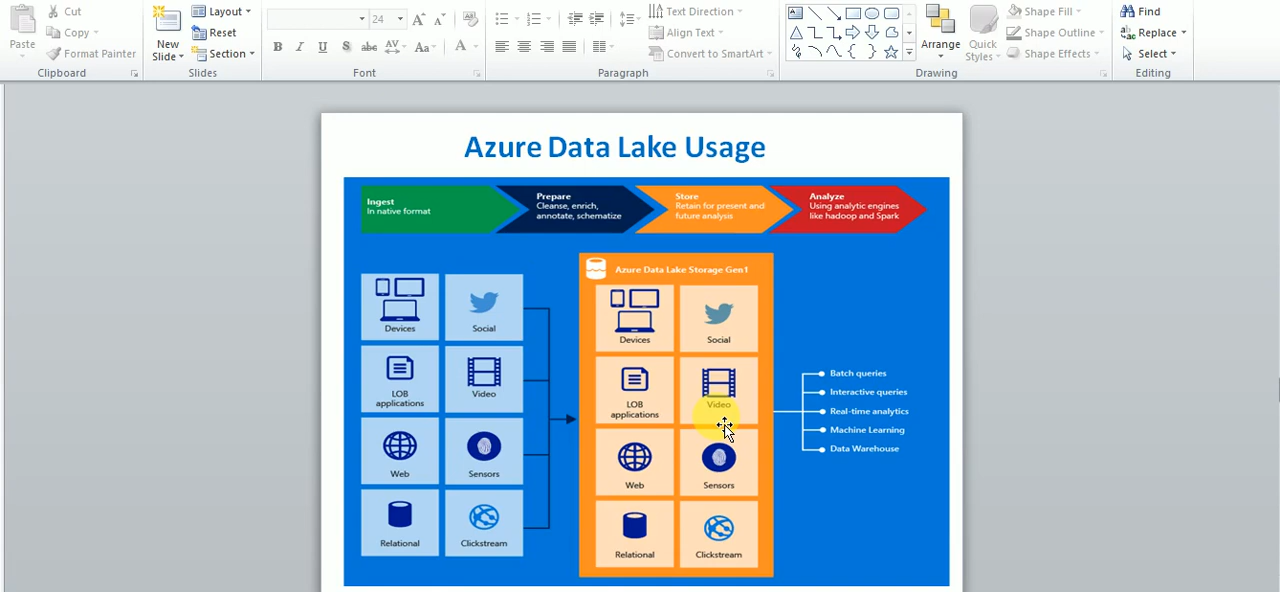 Paste
Cut
Copy
Format Painter
Clipboard
New
Slide
Layout
Reset
Section
Slides
24
B I U S abc AV Aa A
Font
Text Direction
Align Text
Convert to SmartArt
Paragraph
Arrange
Quick
Styles
Shape Fill
Shape Outline
Shape Effects
Drawing
Find
Replace
Select
Editing
Azure Data Lake Usage
Ingest
In native format
Prepare
Cleanse, enrich,
annotate, schematize
Store
Retain for present and
future analysis
Analyze
Using analytic engines
like hadoop and Spark
Devices
Social
LOB
applications
Video
Web
Sensors
Relational
Clickstream
Azure Data Lake Storage Gen1
Devices
Social
LOB
applications
Video
Web
Sensors
Relational
Clickstream
Batch queries
Interactive queries
Real-time analytics
Machine Learning
Data Warehouse